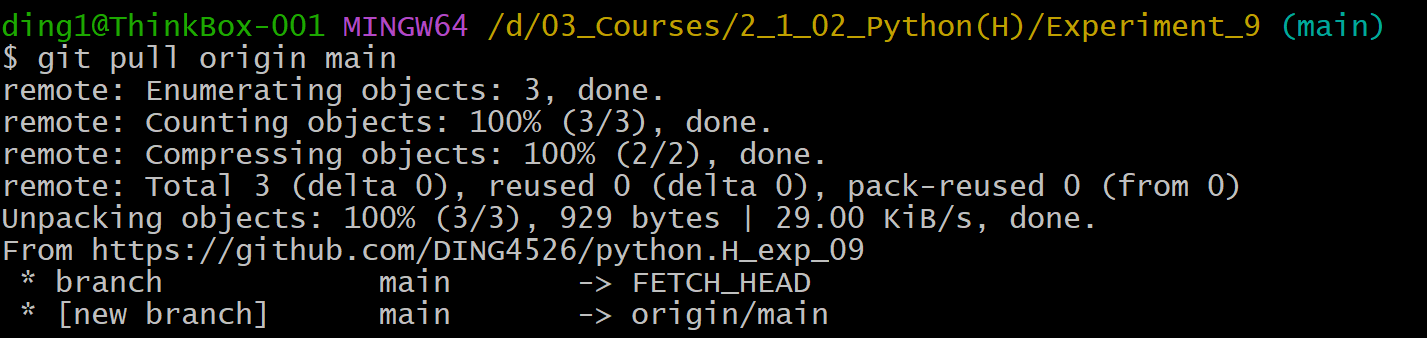 ding1@ThinkBox-001 MINGW64 /d/03_Courses/2_1_02_Python(H)/Experiment_9 (main)
$ git pull origin main
remote: Enumerating objects: 3, done.
remote: Counting objects: 100% (3/3), done.
remote: Compressing objects: 100% (2/2), done.
remote: Total 3 (delta 0), reused 0 (delta 0), pack-reused 0 (from 0)
Unpacking objects: 100% (3/3), 929 bytes | 29.00 KiB/s, done.
From https://github.com/DING4526/python.H_exp_09
 * branch            main       -> FETCH_HEAD
 * [new branch]      main       -> origin/main